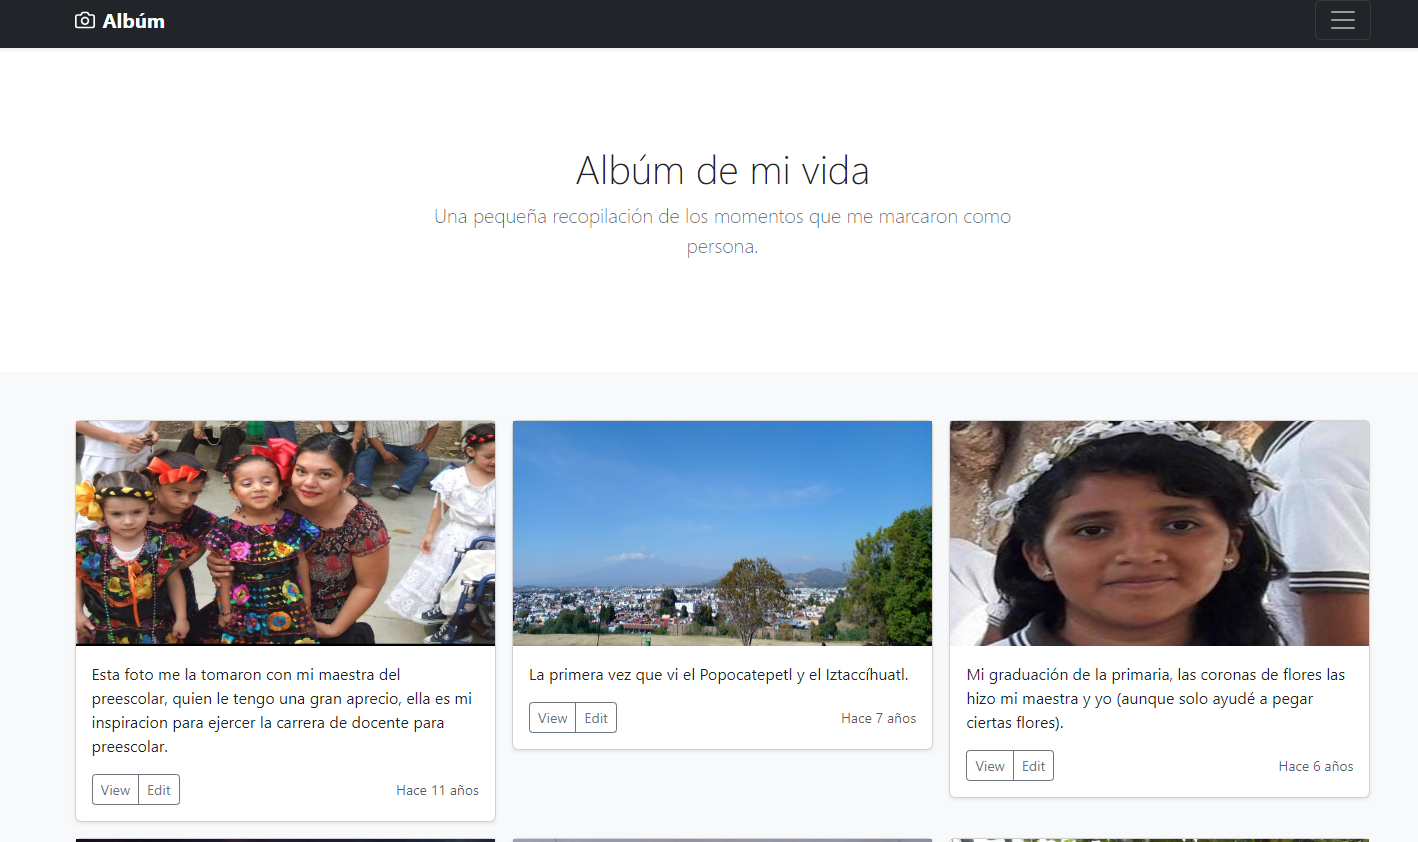 Albúm
Albúm de mi vida
Una pequeña recopilación de los momentos que me marcaron como
persona.
Esta foto me la tomaron con mi maestra del
preescolar, quien le tengo una gran aprecio, ella es mi
inspiracion para ejercer la carrera de docente para
preescolar.
View Edit Hace 11 años
La primera vez que vi el Popocatepetl y el Iztaccíhuatl.
View Edit Hace 7 años
Mi graduación de la primaria, las coronas de flores las
hizo mi maestra y yo (aunque solo ayudé a pegar
ciertas flores).
View Edit Hace 6 años